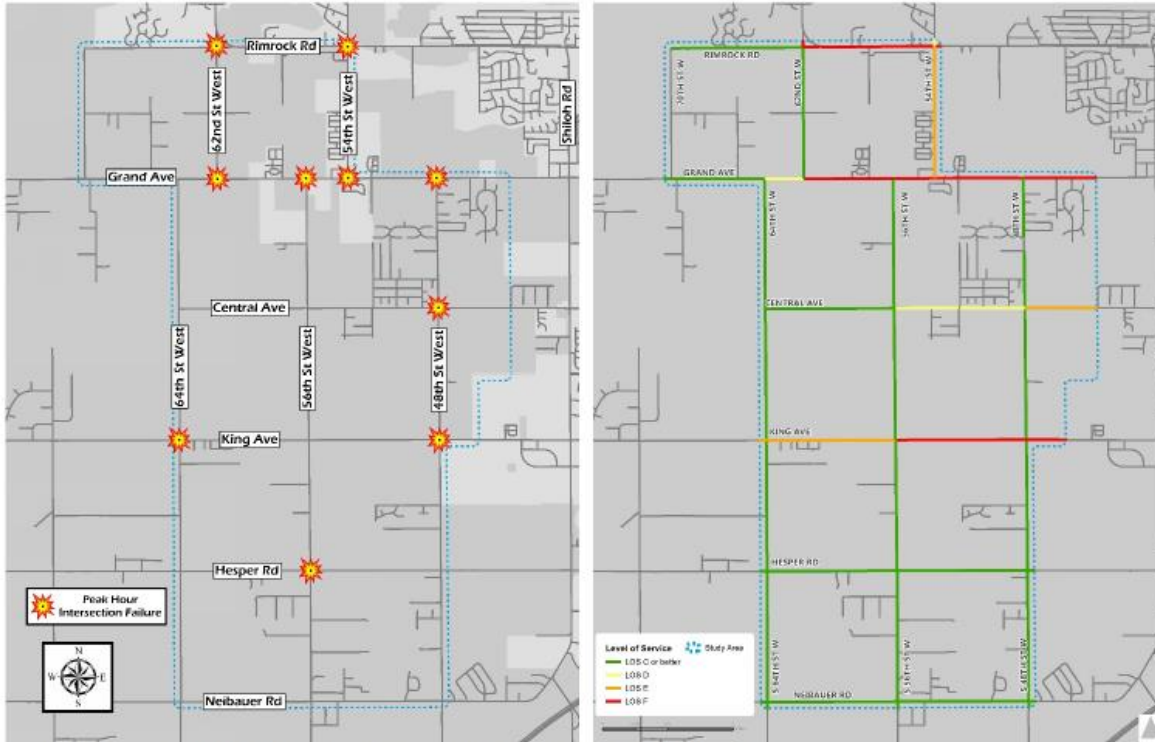 Rimrock Rd
62nd St West
54th St West
Shiloh Rd
Grand Ave
Central Ave
64th St West
56th St West
48th St West
King Ave
Hesper Rd
Peak Hour
Intersection Failure
N
W
E
S
Neibauer Rd
RIMROCK RD
70TH ST W
62ND ST W
54TH ST W
GRAND AVE
64TH ST W
56TH ST W
48TH ST W
CENTRAL AVE
KING AVE
HESPER RD
Level of Service
Study Area
LOS C or better
LOS D
LOS E
LOS F
S 64TH ST W
S 56TH ST W
S 48TH ST W
NEIBAUER RD